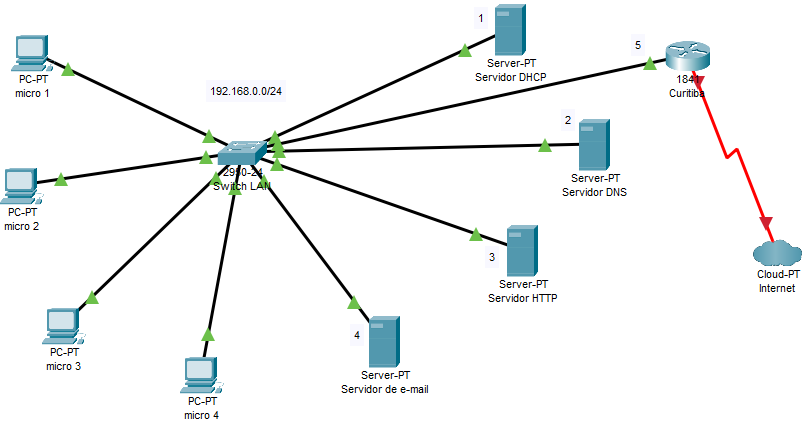 1
Server-PT
Servidor DHCP
5
1841
Curitiba
PC-PT
micro 1
192.168.0.0/24
2
Server-PT
Servidor DNS
2950-24
Switch LAN
PC-PT
micro 2
3
Server-PT
Servidor HTTP
Cloud-PT
Internet
4
Server-PT
Servidor de e-mail
PC-PT
micro 3
PC-PT
micro 4